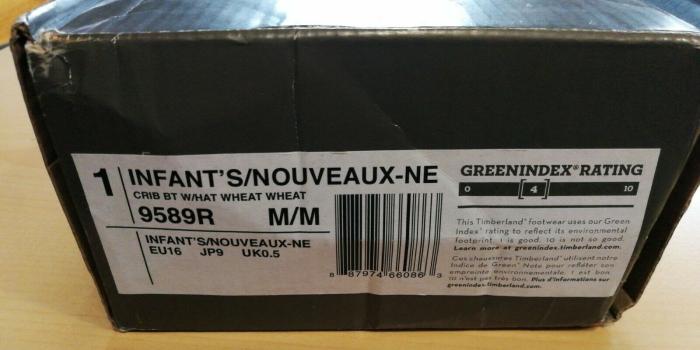 1
INFANT'S/NOUVEAUX-NE
CRIB BT W/HAT WHEAT WHEAT
9589R M/M
INFANT'S/NOUVEAUX-NE
EU16 JP9 UK0.5
8 87974 66086 3
GREENINDEX® RATING
0 [4] 10
This Timberland® footwear uses our Green
Index® rating to reflect its environmental
footprint. 1 is good. 10 is not so good.
Learn more at greenindex.timberland.com.
Ces chaussures Timberland® utilisent notre
Indice de Green® Note pour refléter son
empreinte environnementale. 1 est bon.
10 n'est pas très bon. Plus d'informations sur
greenindex.timberland.com.